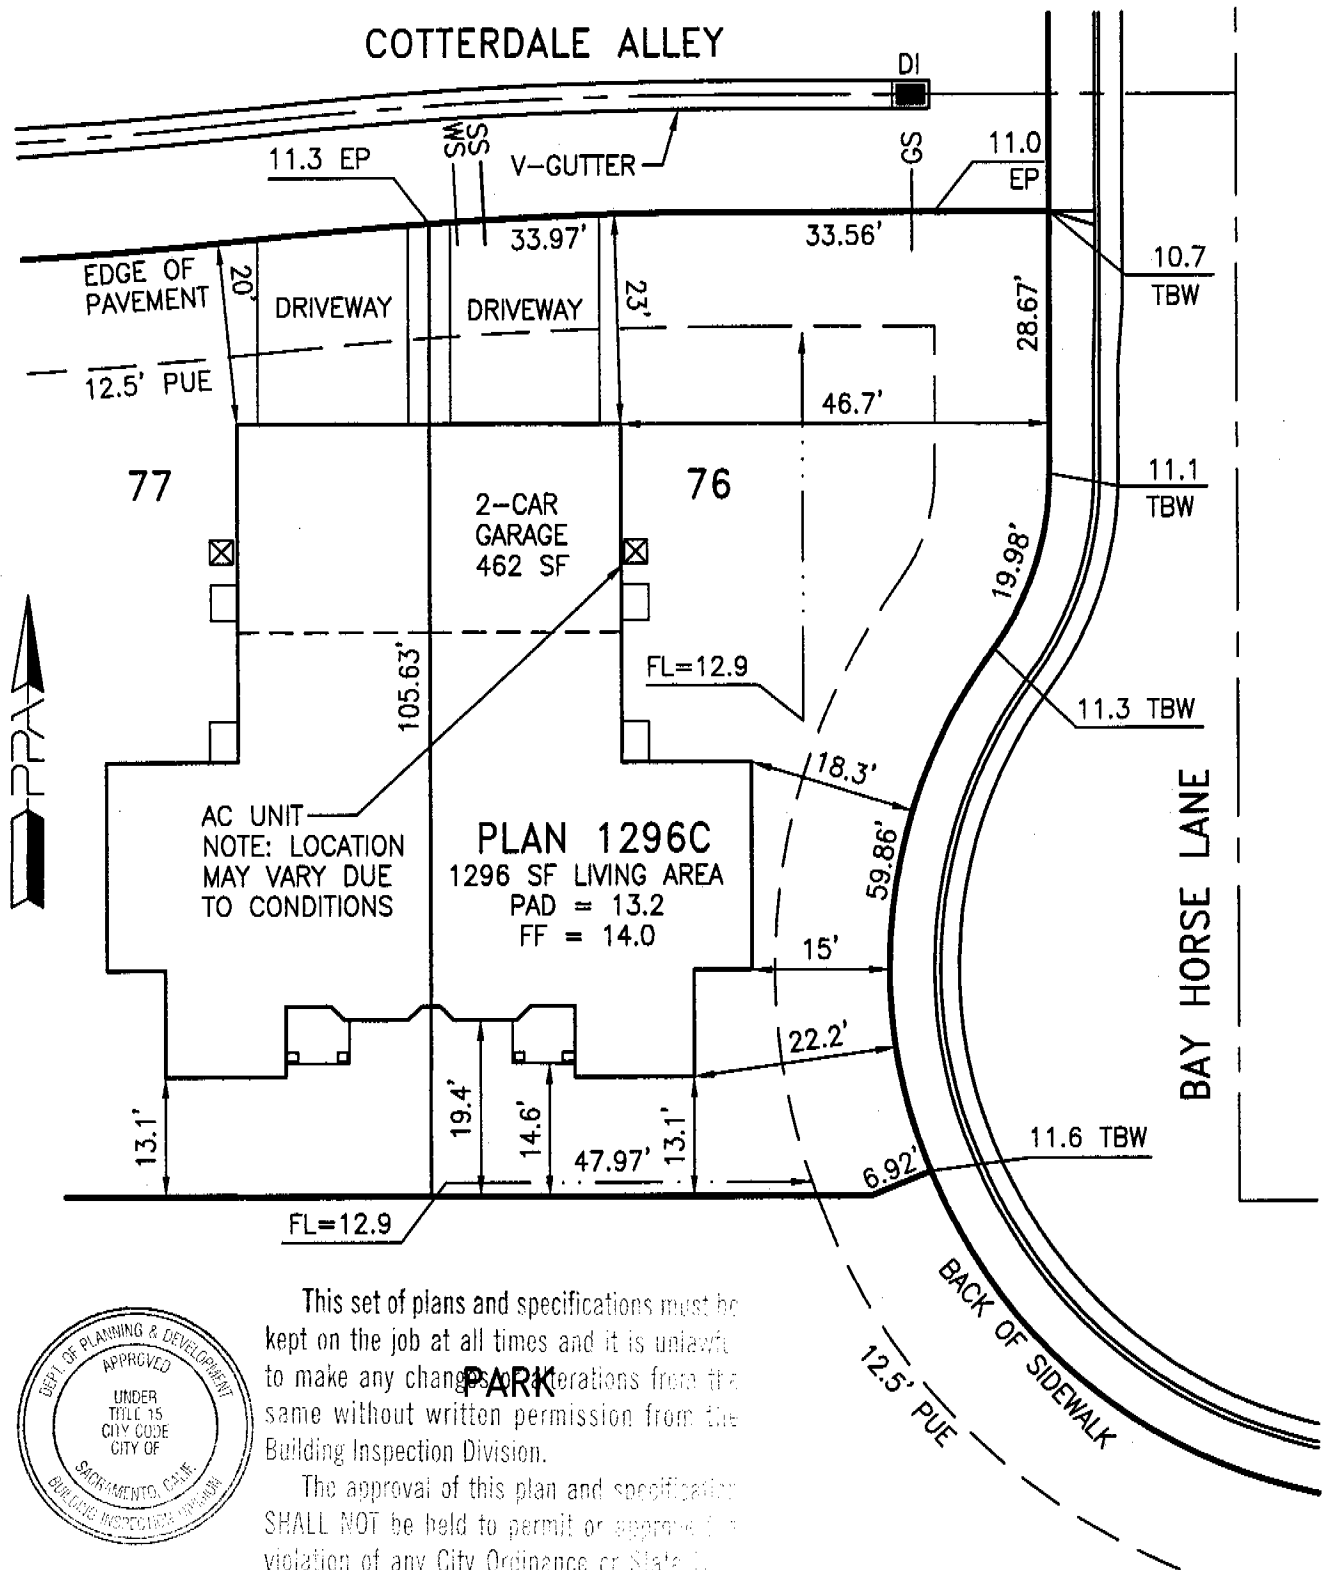 COTTERDALE ALLEY
DI
11.3 EP
WS
SS
V-GUTTER
GS
11.0
EP
33.97'
33.56'
EDGE OF
PAVEMENT
20'
DRIVEWAY
DRIVEWAY
23'
28.67'
10.7
TBW
12.5' PUE
46.7'
77
76
11.1
TBW
2-CAR
GARAGE
462 SF
19.98'
105.63'
FL=12.9
11.3 TBW
PPA
18.3'
AC UNIT
NOTE: LOCATION
MAY VARY DUE
TO CONDITIONS
PLAN 1296C
1296 SF LIVING AREA
PAD = 13.2
FF = 14.0
59.86'
BAY HORSE LANE
15'
22.2'
13.1'
19.4'
14.6'
13.1'
47.97'
6.92'
11.6 TBW
FL=12.9
BACK OF SIDEWALK
12.5' PUE
PARK
This set of plans and specifications must be
kept on the job at all times and it is
to make any changes or alterations from the
same without written permission from the
Building Inspection Division.
The approval of this plan and
SHALL NOT be held to permit or approve
violation of any City Ordinance or State
DEPT. OF PLANNING & DEVELOPMENT
APPROVED
UNDER
TITLE 15
CITY CODE
CITY OF
SACRAMENTO, CALIF.
BUILDING INSPECTION DIVISION